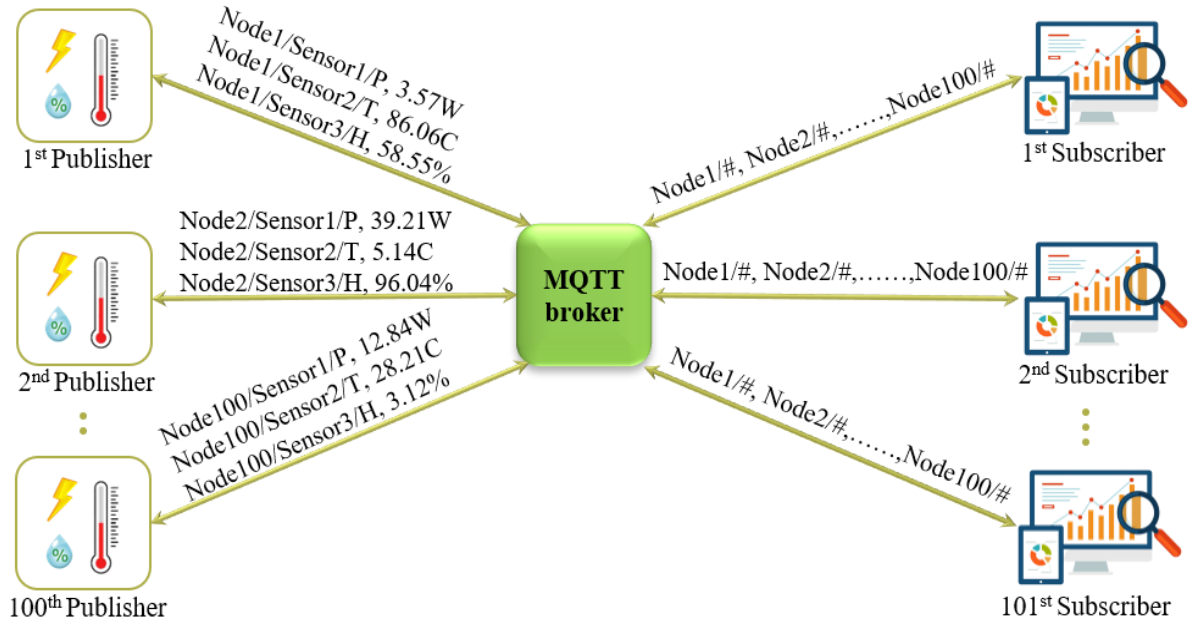 Node1/Sensor1/P, 3.57W
Node1/Sensor2/T, 86.06C
Node1/Sensor3/H, 58.55%
%
1st Publisher
Node1/#, Node2/#,……,Node100/#
1st Subscriber
Node2/Sensor1/P, 39.21W
Node2/Sensor2/T, 5.14C
Node2/Sensor3/H, 96.04%
%
2nd Publisher
MQTT
broker
Node1/#, Node2/#,……,Node100/#
2nd Subscriber
Node100/Sensor1/P, 12.84W
Node100/Sensor2/T, 28.21C
Node100/Sensor3/H, 3.12%
%
100th Publisher
Node1/#, Node2/#,……,Node100/#
101st Subscriber